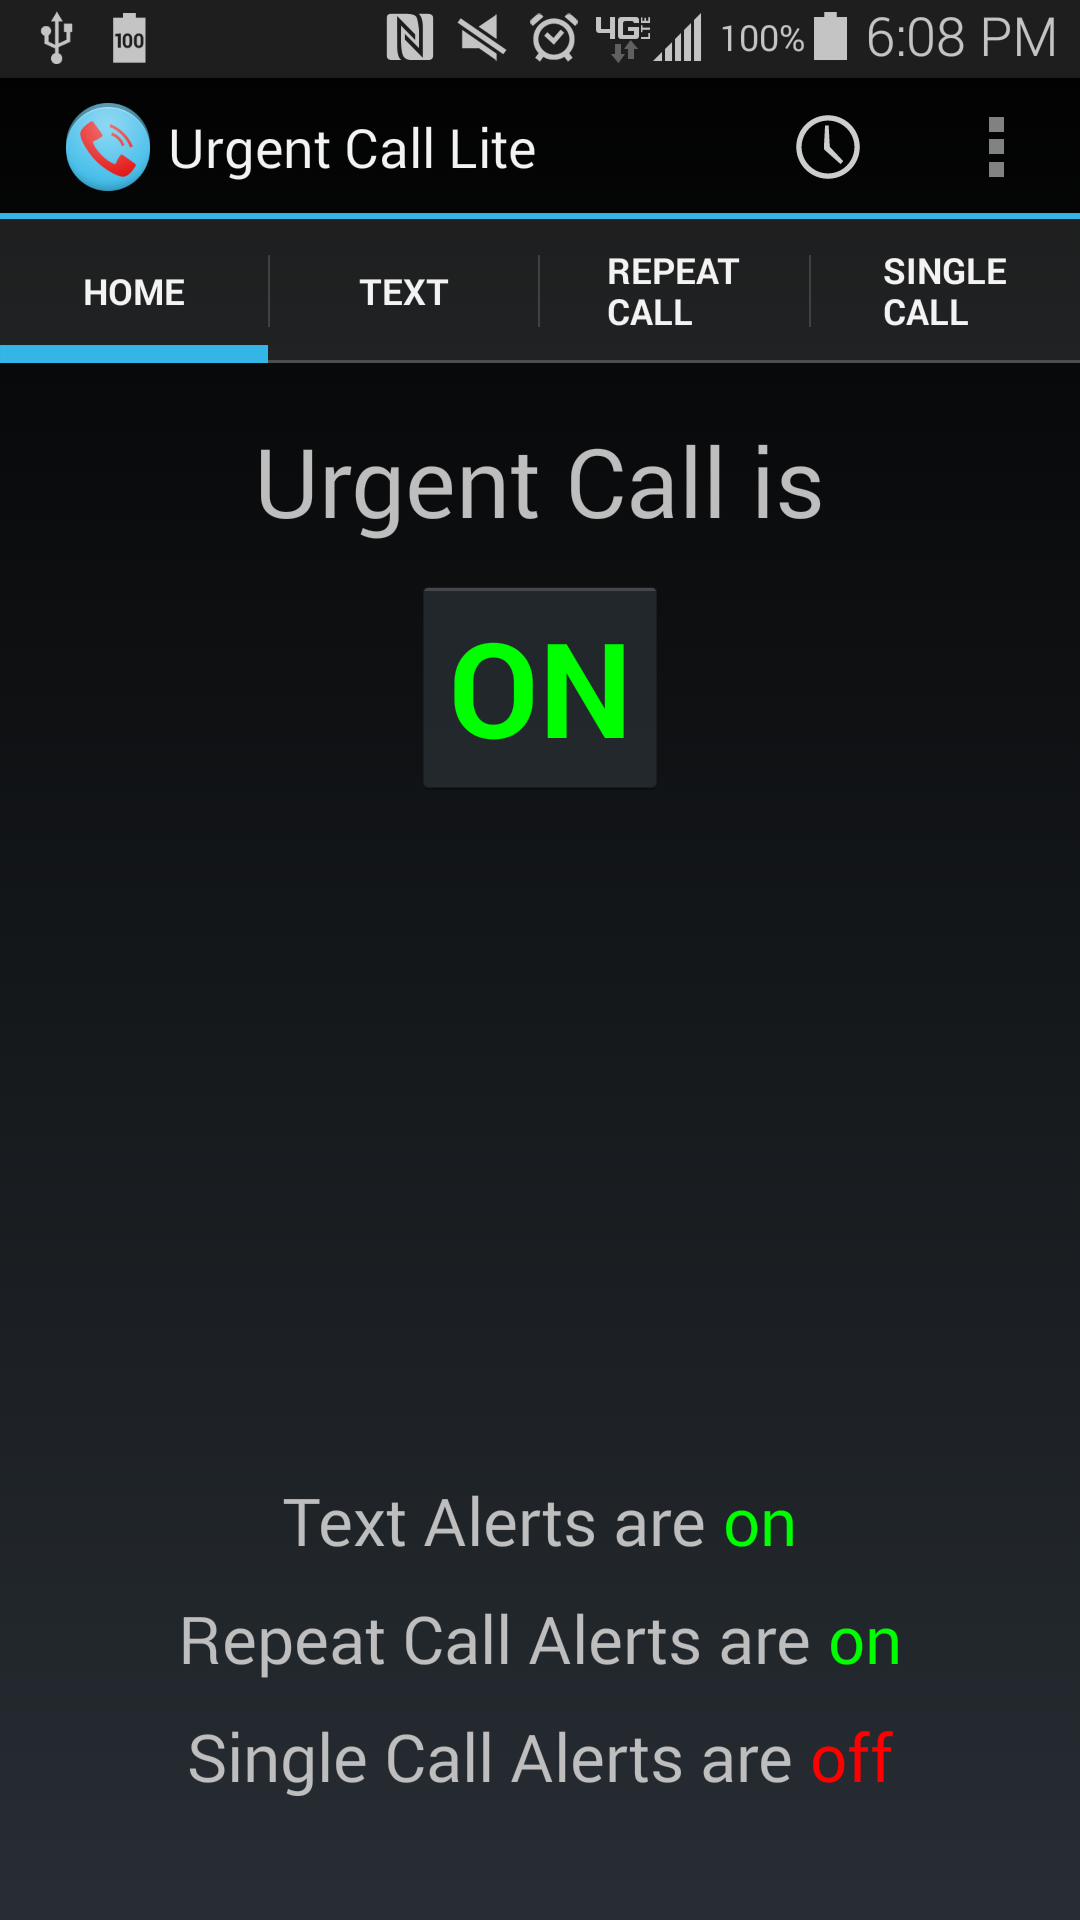 100 4G LTE 100% 6:08 PM
Urgent Call Lite
HOME TEXT REPEAT CALL SINGLE CALL
Urgent Call is
ON
Text Alerts are on
Repeat Call Alerts are on
Single Call Alerts are off